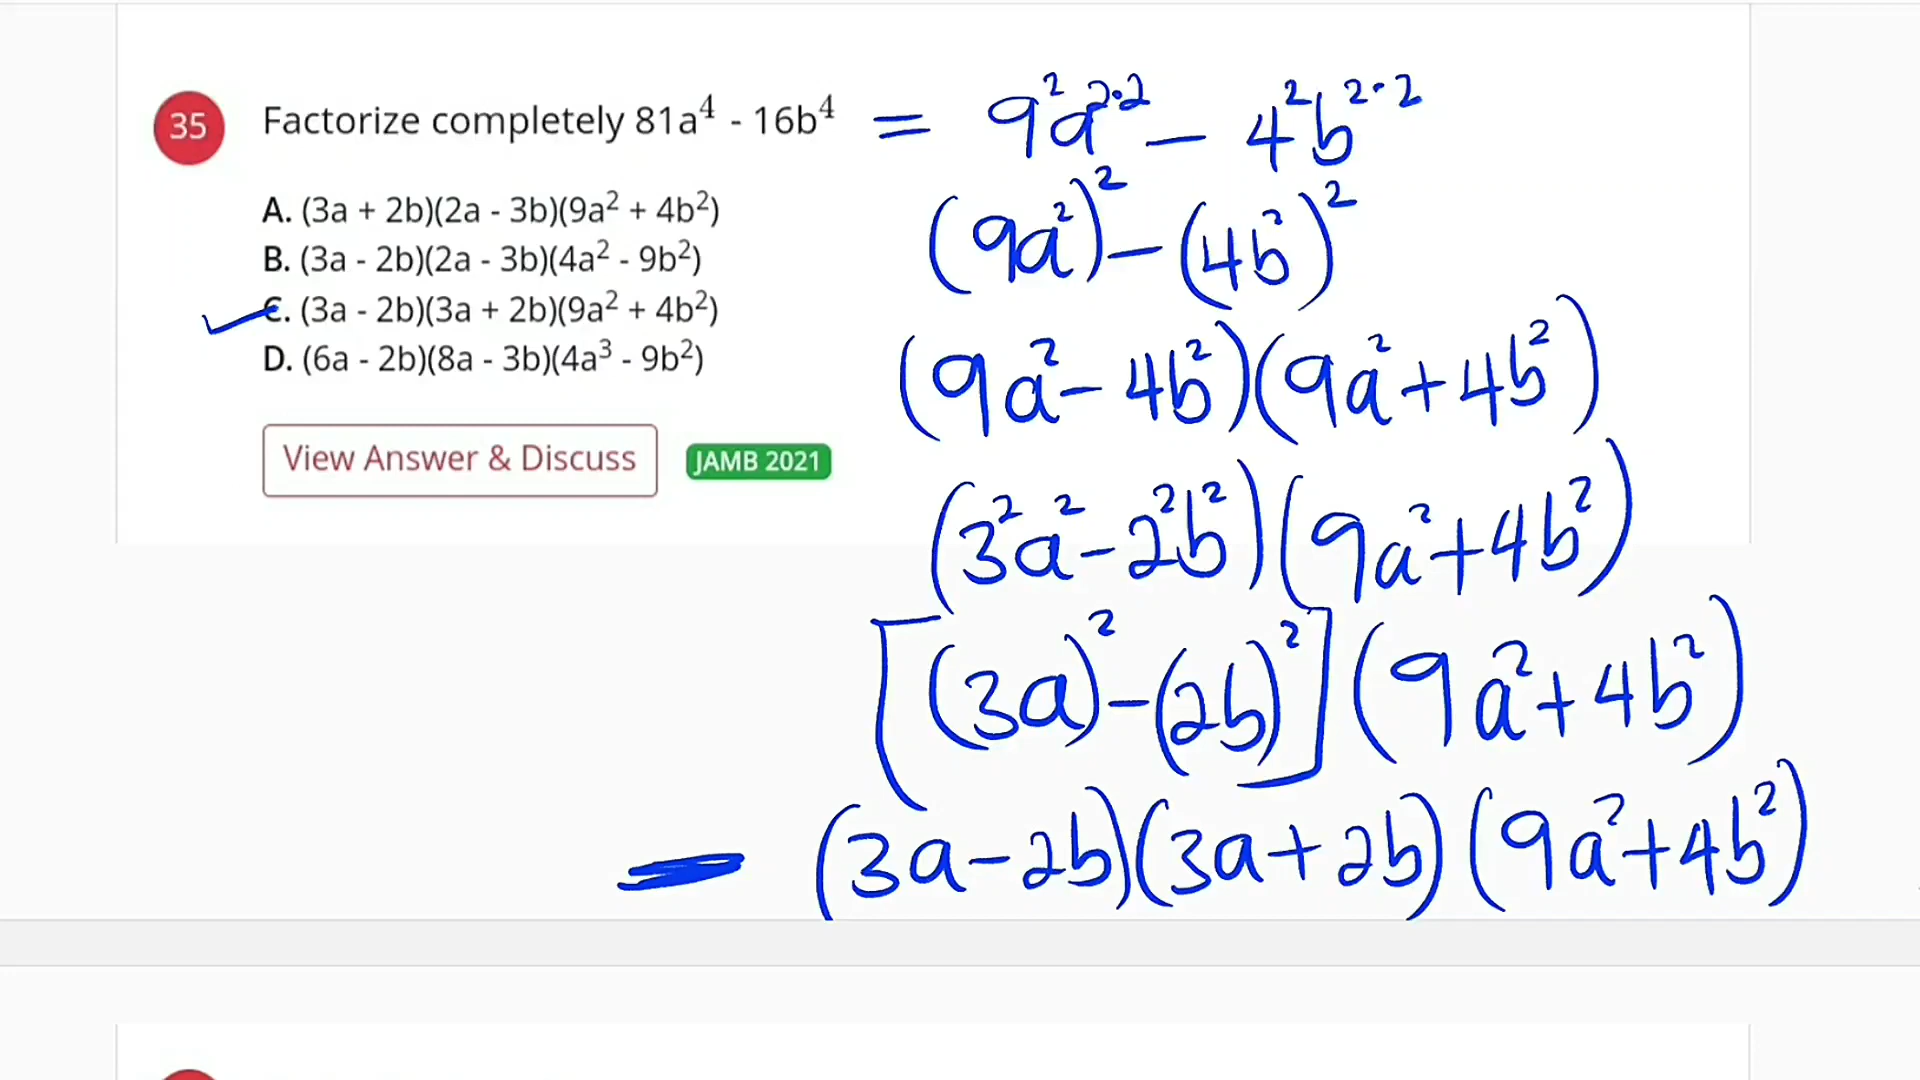 35 Factorize completely 81a⁴ - 16b⁴ = 9²a²·² - 4²b²·²
A. (3a + 2b)(2a - 3b)(9a² + 4b²)
B. (3a - 2b)(2a - 3b)(4a² - 9b²)
C. (3a - 2b)(3a + 2b)(9a² + 4b²)
D. (6a - 2b)(8a - 3b)(4a³ - 9b²)
View Answer & Discuss JAMB 2021
(9a²)² - (4b²)²
(9a² - 4b²)(9a² + 4b²)
(3²a² - 2²b²)(9a² + 4b²)
[(3a)² - (2b)²](9a² + 4b²)
(3a - 2b)(3a + 2b)(9a² + 4b²)